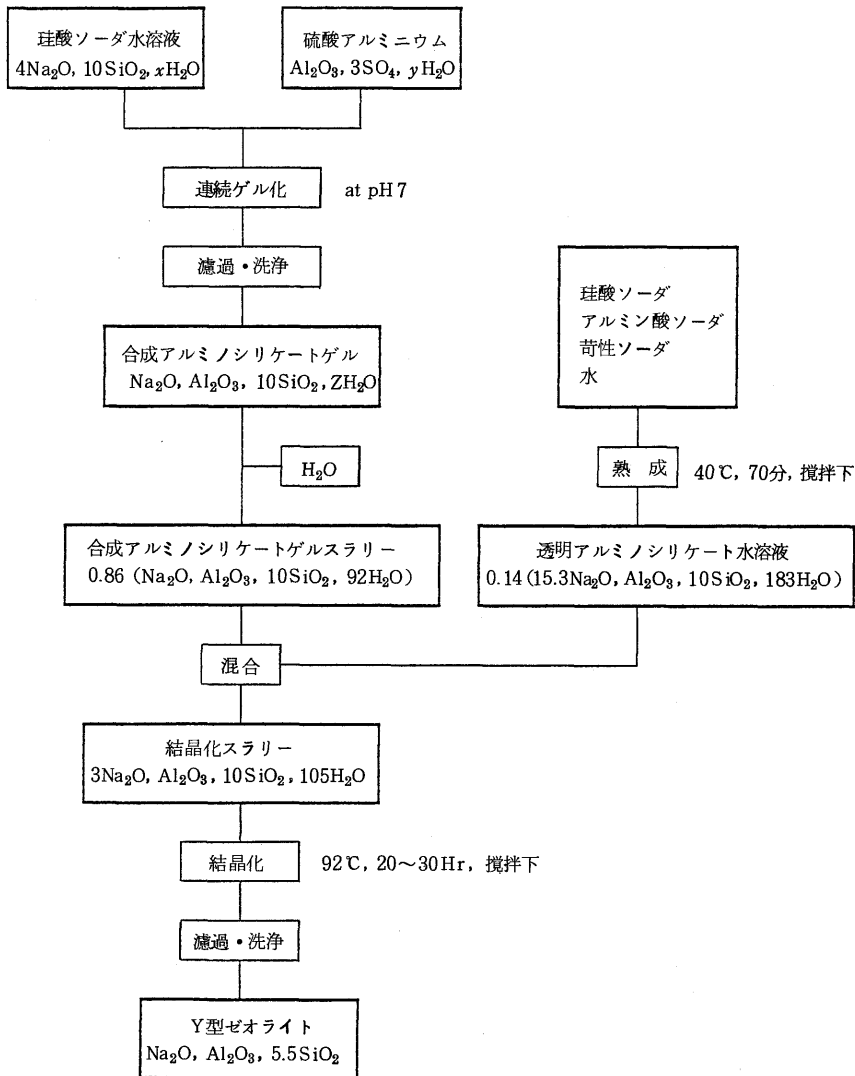 珪酸ソーダ水溶液
4Na₂O, 10SiO₂, xH₂O
硫酸アルミニウム
Al₂O₃, 3SO₄, yH₂O
連続ゲル化
at pH 7
濾過・洗浄
合成アルミノシリケートゲル
Na₂O, Al₂O₃, 10SiO₂, ZH₂O
H₂O
珪酸ソーダ
アルミン酸ソーダ
苛性ソーダ
水
熟成
40℃, 70分, 攪拌下
合成アルミノシリケートゲルスラリー
0.86 (Na₂O, Al₂O₃, 10SiO₂, 92H₂O)
透明アルミノシリケート水溶液
0.14 (15.3Na₂O, Al₂O₃, 10SiO₂, 183H₂O)
混合
結晶化スラリー
3Na₂O, Al₂O₃, 10SiO₂, 105H₂O
結晶化
92℃, 20～30Hr, 攪拌下
濾過・洗浄
Y型ゼオライト
Na₂O, Al₂O₃, 5.5SiO₂